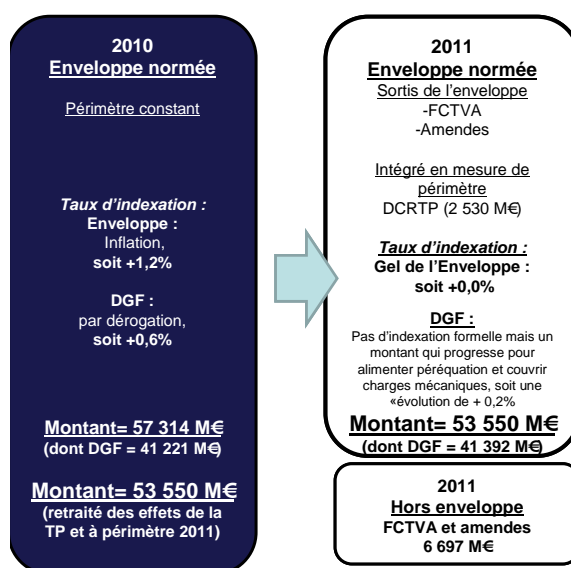 2010
Enveloppe normée
Périmètre constant
Taux d'indexation :
Enveloppe :
Inflation,
soit +1,2%
DGF :
par dérogation,
soit +0,6%
Montant= 57 314 M€
(dont DGF = 41 221 M€)
Montant= 53 550 M€
(retraité des effets de la
TP et à périmètre 2011)
2011
Enveloppe normée
Sortis de l'enveloppe
-FCTVA
-Amendes
Intégré en mesure de
périmètre
DCRTP (2 530 M€)
Taux d'indexation :
Gel de l'Enveloppe :
soit +0,0%
DGF :
Pas d'indexation formelle mais un
montant qui progresse pour
alimenter péréquation et couvrir
charges mécaniques, soit une
«évolution de + 0,2%
Montant= 53 550 M€
(dont DGF = 41 392 M€)
2011
Hors enveloppe
FCTVA et amendes
6 697 M€